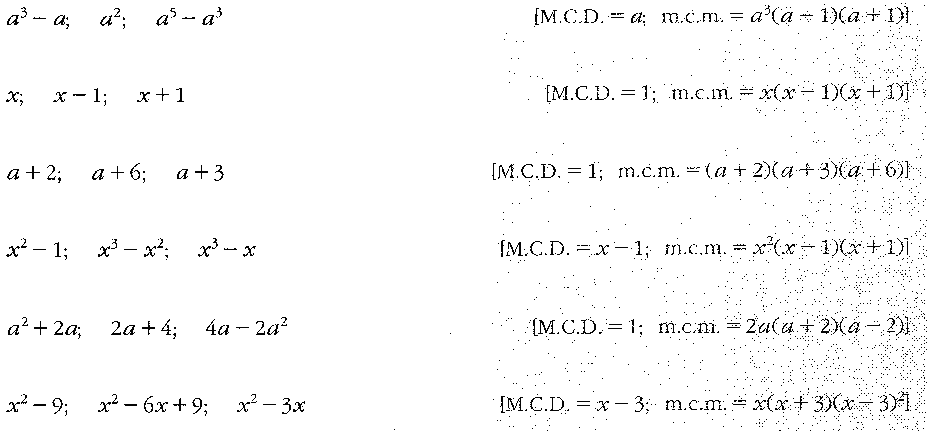 a³ − a; a²; a⁵ − a³ [M.C.D. = a; m.c.m. = a³(a − 1)(a + 1)]
x; x − 1; x + 1 [M.C.D. = 1; m.c.m. = x(x − 1)(x + 1)]
a + 2; a + 6; a + 3 [M.C.D. = 1; m.c.m. = (a + 2)(a + 3)(a + 6)]
x² − 1; x³ − x²; x³ − x [M.C.D. = x − 1; m.c.m. = x²(x − 1)(x + 1)]
a² + 2a; 2a + 4; 4a − 2a² [M.C.D. = 1; m.c.m. = 2a(a + 2)(a − 2)]
x² − 9; x² − 6x + 9; x² − 3x [M.C.D. = x − 3; m.c.m. = x(x + 3)(x − 3)²]